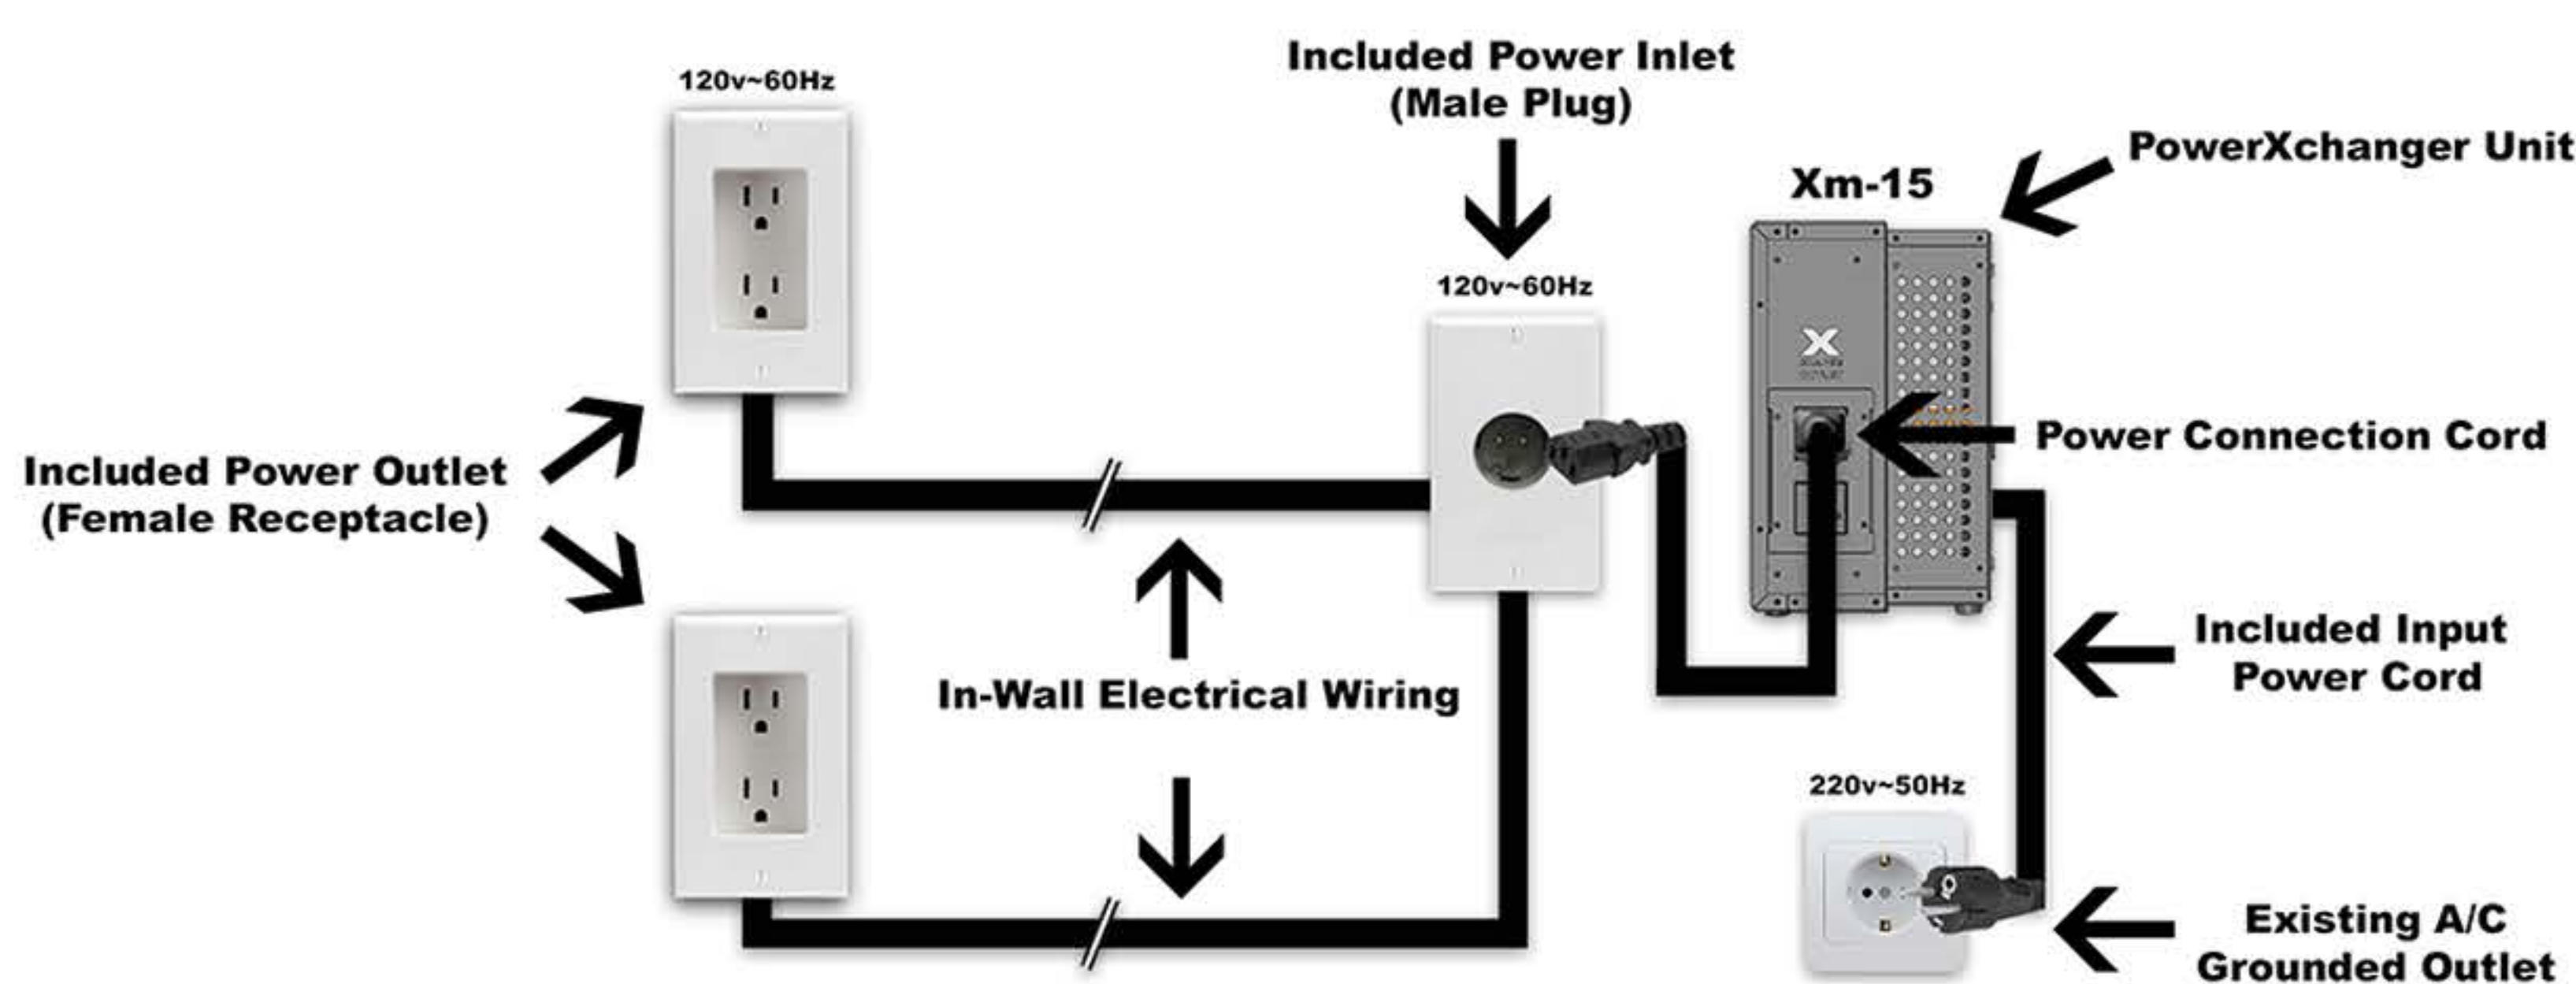 120v~60Hz
Included Power Inlet
(Male Plug)
PowerXchanger Unit
Xm-15
120v~60Hz
X
Power Connection Cord
Included Power Outlet
(Female Receptacle)
In-Wall Electrical Wiring
Included Input
Power Cord
220v~50Hz
Existing A/C
Grounded Outlet